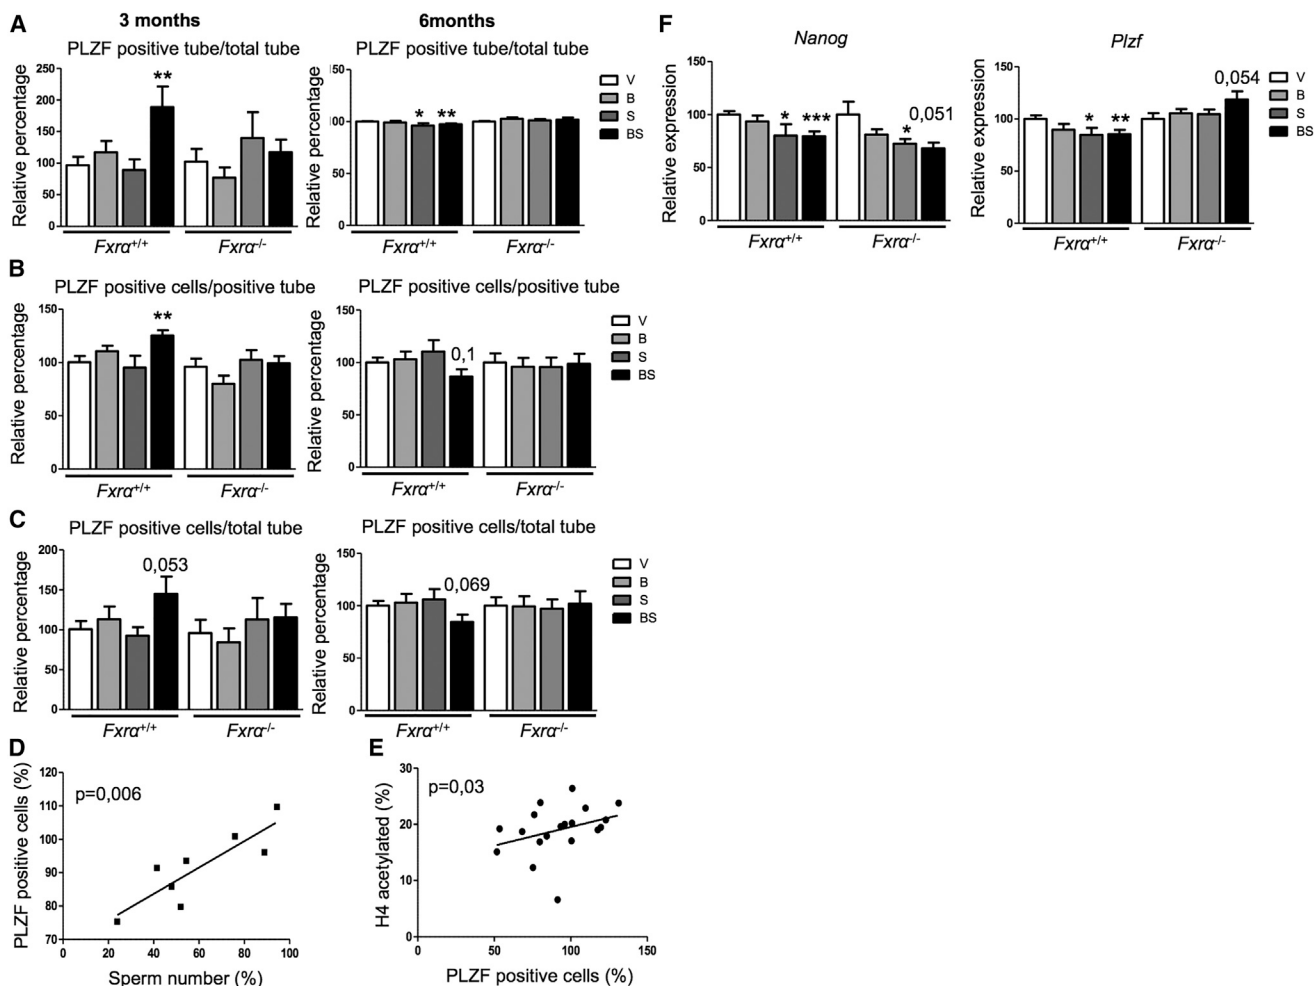 A
3 months
6months
PLZF positive tube/total tube
PLZF positive tube/total tube
Relative percentage
250
200
150
100
50
0
**
Fxrα+/+
Fxrα-/-
Relative percentage
150
100
50
0
*
**
Fxrα+/+
Fxrα-/-
V
B
S
BS
B
PLZF positive cells/positive tube
PLZF positive cells/positive tube
Relative percentage
150
100
50
0
**
Fxrα+/+
Fxrα-/-
Relative percentage
150
100
50
0
0,1
Fxrα+/+
Fxrα-/-
V
B
S
BS
C
PLZF positive cells/total tube
PLZF positive cells/total tube
Relative percentage
200
150
100
50
0
0,053
Fxrα+/+
Fxrα-/-
Relative percentage
150
100
50
0
0,069
Fxrα+/+
Fxrα-/-
V
B
S
BS
D
PLZF positive cells (%)
120
110
100
90
80
70
p=0,006
0
20
40
60
80
100
Sperm number (%)
E
H4 acetylated (%)
30
20
10
0
p=0,03
0
50
100
150
PLZF positive cells (%)
F
Nanog
Relative expression
150
100
50
0
*
***
*
0,051
Fxrα+/+
Fxrα-/-
Plzf
Relative expression
150
100
50
0
*
**
0,054
Fxrα+/+
Fxrα-/-
V
B
S
BS